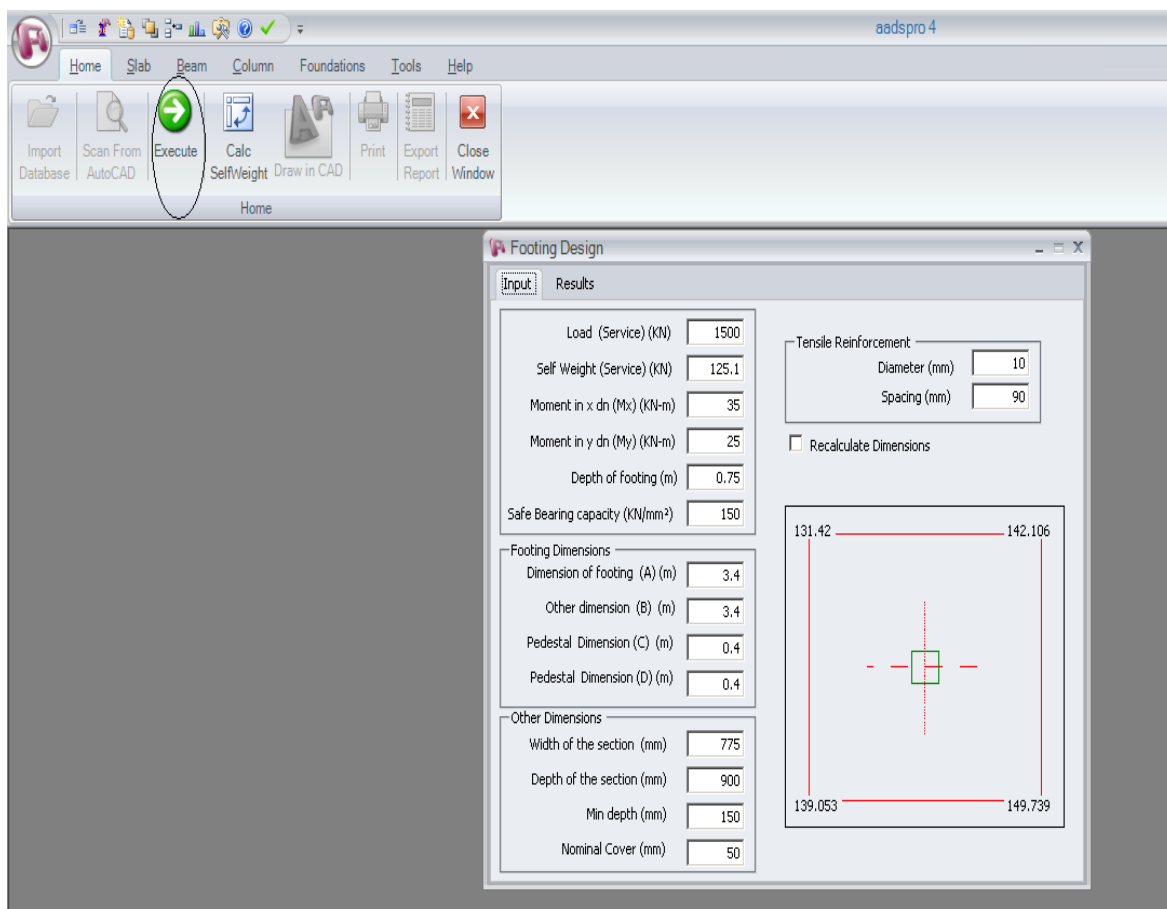 aadspro 4
Home Slab Beam Column Foundations Tools Help
Import Database
Scan From AutoCAD
Execute
Calc SelfWeight
Draw in CAD
Print
Export Report
Close Window
Home
Footing Design
Input Results
Load (Service) (KN) 1500
Self Weight (Service) (KN) 125.1
Moment in x dn (Mx) (KN-m) 35
Moment in y dn (My) (KN-m) 25
Depth of footing (m) 0.75
Safe Bearing capacity (KN/mm²) 150
Footing Dimensions
Dimension of footing (A) (m) 3.4
Other dimension (B) (m) 3.4
Pedestal Dimension (C) (m) 0.4
Pedestal Dimension (D) (m) 0.4
Other Dimensions
Width of the section (mm) 775
Depth of the section (mm) 900
Min depth (mm) 150
Nominal Cover (mm) 50
Tensile Reinforcement
Diameter (mm) 10
Spacing (mm) 90
Recalculate Dimensions
131.42 142.106
139.053 149.739